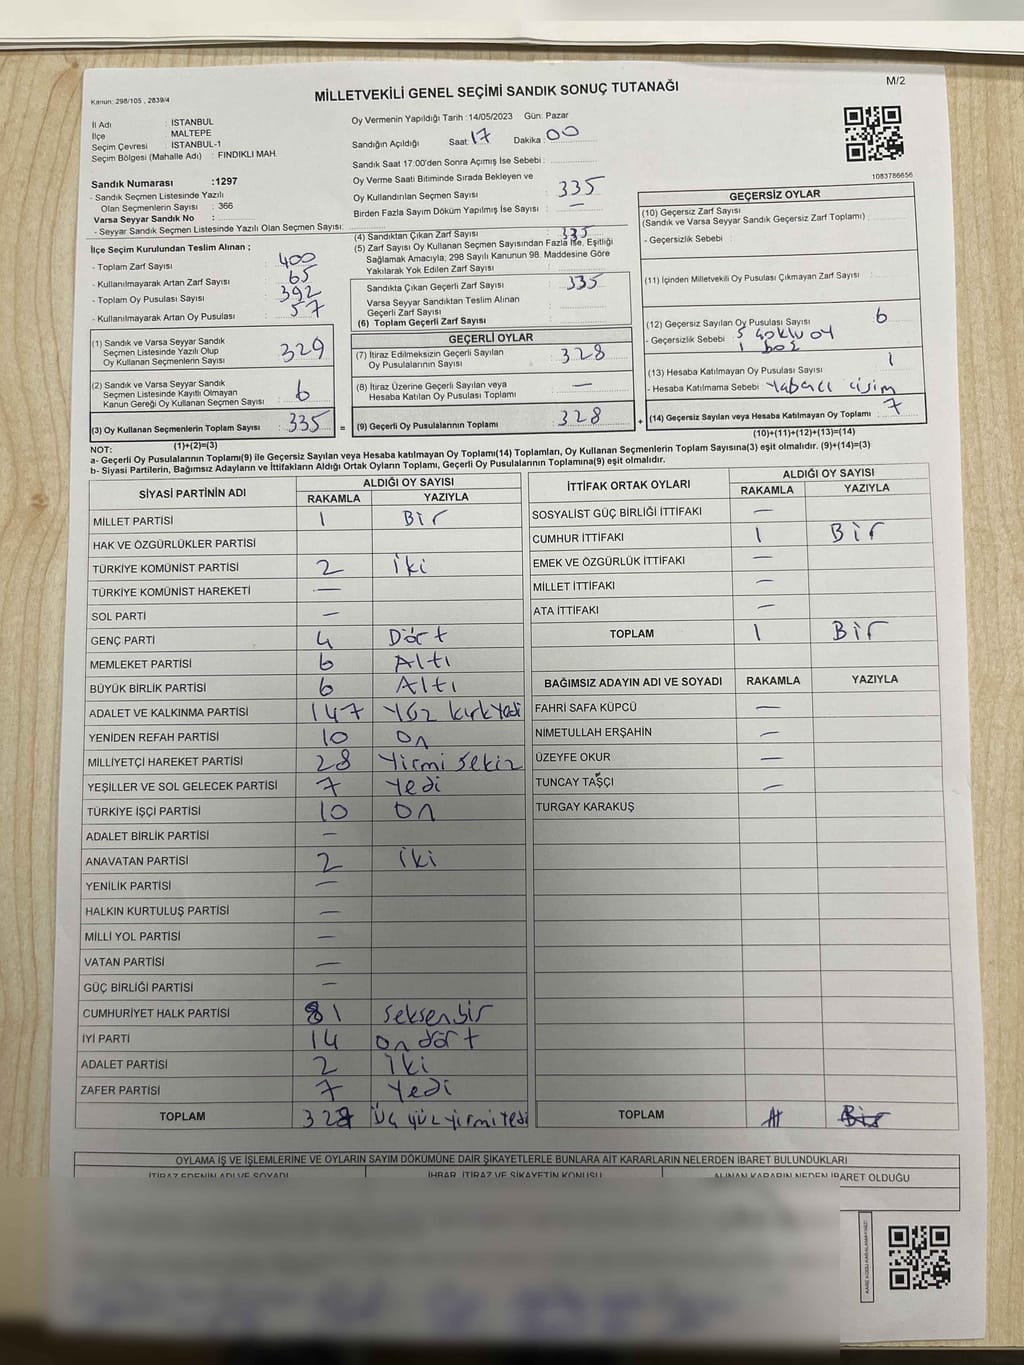 M/2
MİLLETVEKİLİ GENEL SEÇİMİ SANDIK SONUÇ TUTANAĞI
Kanun: 298/105 , 2839/4
İl Adı : İSTANBUL
İlçe : MALTEPE
Seçim Çevresi : İSTANBUL-1
Seçim Bölgesi (Mahalle Adı) : FINDIKLI MAH.
Sandık Numarası :1297
- Sandık Seçmen Listesinde Yazılı
Olan Seçmenlerin Sayısı : 366
Varsa Seyyar Sandık No :
- Seyyar Sandık Seçmen Listesinde Yazılı Olan Seçmen Sayısı:
İlçe Seçim Kurulundan Teslim Alınan ;
- Toplam Zarf Sayısı : 400
- Kullanılmayarak Artan Zarf Sayısı : 65
- Toplam Oy Pusulası Sayısı : 392
- Kullanılmayarak Artan Oy Pusulası : 57
(1) Sandık ve Varsa Seyyar Sandık
Seçmen Listesinde Yazılı Olup
Oy Kullanan Seçmenlerin Sayısı 329
(2) Sandık ve Varsa Seyyar Sandık
Seçmen Listesinde Kayıtlı Olmayan
Kanun Gereği Oy Kullanan Seçmen Sayısı 6
(3) Oy Kullanan Seçmenlerin Toplam Sayısı 335
(1)+(2)=(3)
Oy Vermenin Yapıldığı Tarih :14/05/2023 Gün: Pazar
Sandığın Açıldığı Saat: 17 Dakika: 00
Sandık Saat 17:00'den Sonra Açımış İse Sebebi :
Oy Verme Saati Bitiminde Sırada Bekleyen ve
Oy Kullandırılan Seçmen Sayısı : 335
Birden Fazla Sayım Döküm Yapılmış İse Sayısı : —
(4) Sandıktan Çıkan Zarf Sayısı : 335
(5) Zarf Sayısı Oy Kullanan Seçmen Sayısından Fazla İse, Eşitliği
Sağlamak Amacıyla; 298 Sayılı Kanunun 98. Maddesine Göre
Yakılarak Yok Edilen Zarf Sayısı :
Sandıkta Çıkan Geçerli Zarf Sayısı : 335
Varsa Seyyar Sandıktan Teslim Alınan
Geçerli Zarf Sayısı :
(6) Toplam Geçerli Zarf Sayısı :
GEÇERLİ OYLAR
(7) İtiraz Edilmeksizin Geçerli Sayılan
Oy Pusulasının Sayısı : 328
(8) İtiraz Üzerine Geçerli Sayılan veya
Hesaba Katılan Oy Pusulası Toplamı : —
= (9) Geçerli Oy Pusulalarının Toplamı : 328 +
1083786656
GEÇERSİZ OYLAR
(10) Geçersiz Zarf Sayısı
(Sandık ve Varsa Seyyar Sandık Geçersiz Zarf Toplamı) :
- Geçersizlik Sebebi :
(11) İçinden Milletvekili Oy Pusulası Çıkmayan Zarf Sayısı :
(12) Geçersiz Sayılan Oy Pusulası Sayısı : 6
- Geçersizlik Sebebi : 5 çoklu oy
1 boş
(13) Hesaba Katılmayan Oy Pusulası Sayısı : 1
- Hesaba Katılmama Sebebi : Yabancı cisim
(14) Geçersiz Sayılan veya Hesaba Katılmayan Oy Toplamı : 7
(10)+(11)+(12)+(13)=(14)
NOT:
a- Geçerli Oy Pusulalarının Toplamı(9) ile Geçersiz Sayılan veya Hesaba katılmayan Oy Toplamı(14) Toplamları, Oy Kullanan Seçmenlerin Toplam Sayısına(3) eşit olmalıdır. (9)+(14)=(3)
b- Siyasi Partilerin, Bağımsız Adayların ve İttifakların Aldığı Ortak Oyların Toplamı, Geçerli Oy Pusulalarının Toplamına(9) eşit olmalıdır.
SİYASİ PARTİNİN ADI ALDIĞI OY SAYISI
RAKAMLA YAZIYLA
MİLLET PARTİSİ 1 Bir
HAK VE ÖZGÜRLÜKLER PARTİSİ
TÜRKİYE KOMÜNİST PARTİSİ 2 iki
TÜRKİYE KOMÜNİST HAREKETİ —
SOL PARTİ —
GENÇ PARTİ 4 Dört
MEMLEKET PARTİSİ 6 Altı
BÜYÜK BİRLİK PARTİSİ 6 Altı
ADALET VE KALKINMA PARTİSİ 147 Yüz kırkyedi
YENİDEN REFAH PARTİSİ 10 On
MİLLİYETÇİ HAREKET PARTİSİ 28 Yirmi sekiz
YEŞİLLER VE SOL GELECEK PARTİSİ 7 Yedi
TÜRKİYE İŞÇİ PARTİSİ 10 On
ADALET BİRLİK PARTİSİ —
ANAVATAN PARTİSİ 2 iki
YENİLİK PARTİSİ —
HALKIN KURTULUŞ PARTİSİ —
MİLLİ YOL PARTİSİ —
VATAN PARTİSİ —
GÜÇ BİRLİĞİ PARTİSİ —
CUMHURİYET HALK PARTİSİ 81 seksenbir
İYİ PARTİ 14 on dört
ADALET PARTİSİ 2 İki
ZAFER PARTİSİ 7 Yedi
TOPLAM Üç yüz yirmi yedi
İTTİFAK ORTAK OYLARI ALDIĞI OY SAYISI
RAKAMLA YAZIYLA
SOSYALİST GÜÇ BİRLİĞİ İTTİFAKI —
CUMHUR İTTİFAKI 1 Bir
EMEK VE ÖZGÜRLÜK İTTİFAKI —
MİLLET İTTİFAKI —
ATA İTTİFAKI —
TOPLAM 1 Bir
BAĞIMSIZ ADAYIN ADI VE SOYADI RAKAMLA YAZIYLA
FAHRİ SAFA KÜPCÜ —
NİMETULLAH ERŞAHİN —
ÜZEYFE OKUR —
TUNCAY TAŞÇI —
TURGAY KARAKUŞ
TOPLAM Bir
OYLAMA İŞ VE İŞLEMLERİNE VE OYLARIN SAYIM DÖKÜMÜNE DAİR ŞİKAYETLERLE BUNLARA AİT KARARLARIN NELERDEN İBARET BULUNDUKLARI
İTİRAZ EDENİN ADI VE SOYADI İHBAR, İTİRAZ VE ŞİKAYETİN KONUSU ALINAN KARARIN NEDEN İBARET OLDUĞU